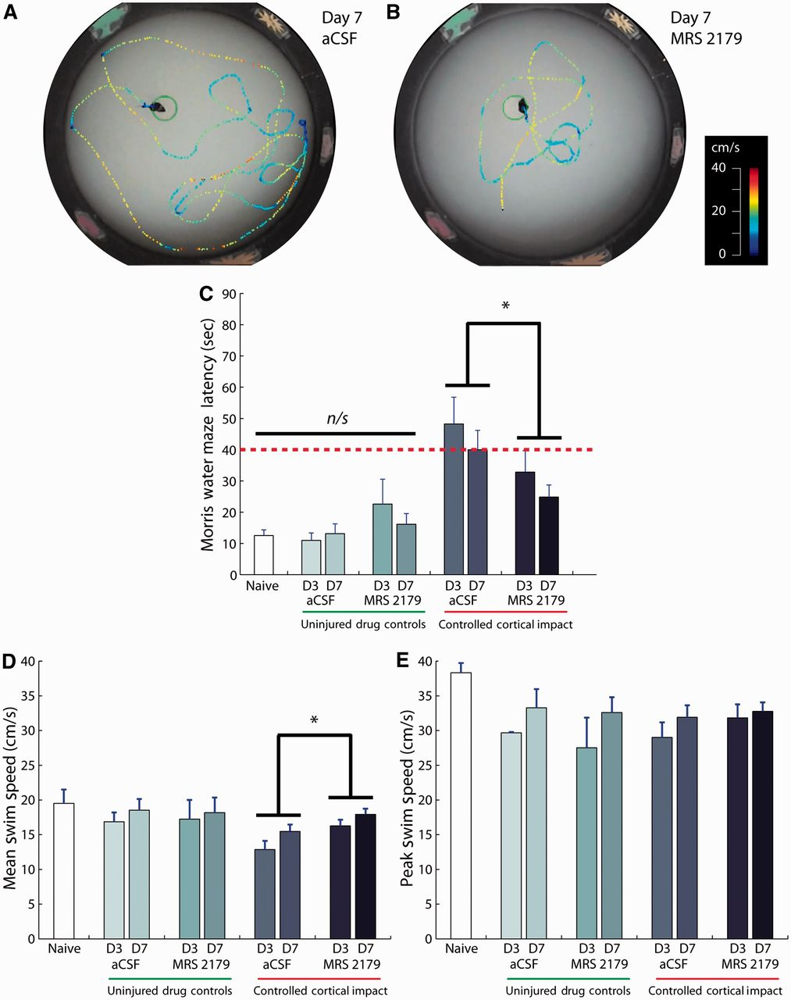 A
Day 7
aCSF
B
Day 7
MRS 2179
cm/s
40
20
0
C
Morris water maze latency (sec)
90
80
70
60
50
40
30
20
10
0
n/s
*
Naive
D3 D7 D3 D7 D3 D7 D3 D7
aCSF MRS 2179 aCSF MRS 2179
Uninjured drug controls Controlled cortical impact
D
Mean swim speed (cm/s)
40
35
30
25
20
15
10
5
0
*
Naive D3 D7 D3 D7 D3 D7 D3 D7
aCSF MRS 2179 aCSF MRS 2179
Uninjured drug controls Controlled cortical impact
E
Peak swim speed (cm/s)
40
35
30
25
20
15
10
5
0
Naive D3 D7 D3 D7 D3 D7 D3 D7
aCSF MRS 2179 aCSF MRS 2179
Uninjured drug controls Controlled cortical impact